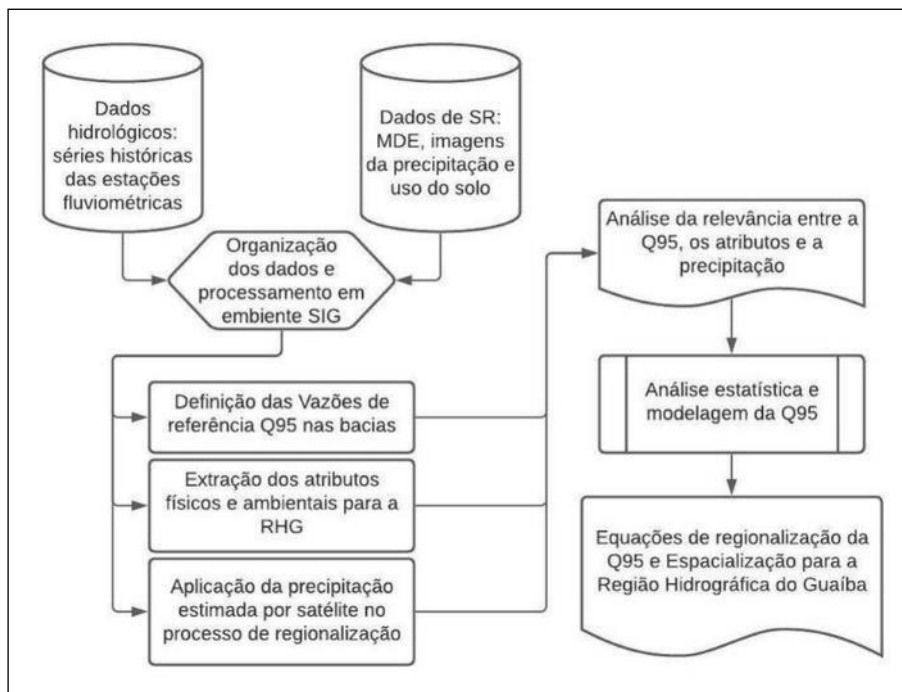 Dados
hidrológicos:
séries históricas
das estações
fluviométricas
Dados de SR:
MDE, imagens
da precipitação e
uso do solo
Organização
dos dados e
processamento em
embiente SIG
Definição das Vazões de
referência Q95 nas bacias
Extração dos atributos
físicos e ambientais para a
RHG
Aplicação da precipitação
estimada por satélite no
processo de regionalização
Análise da relevância entre a
Q95, os atributos e a
precipitação
Análise estatística e
modelagem da Q95
Equações de regionalização da
Q95 e Espacialização para a
Região Hidrográfica do Guaíba